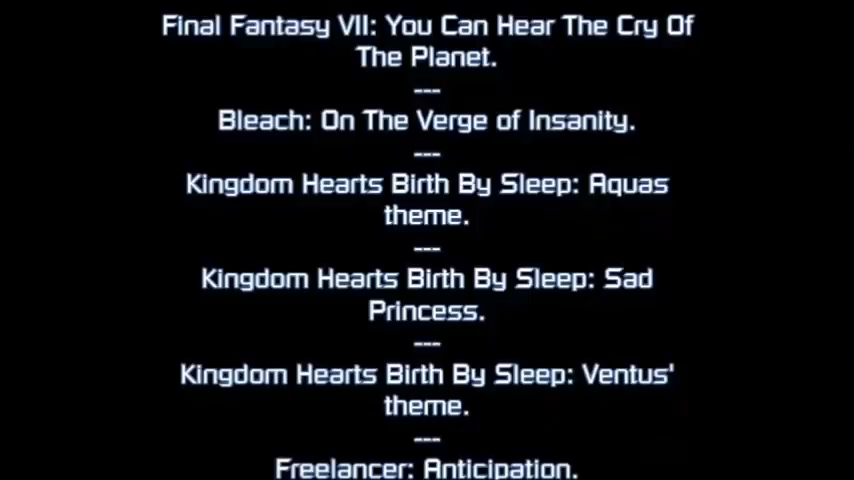 Final Fantasy VII: You Can Hear The Cry Of
The Planet.
---
Bleach: On The Verge of Insanity.
---
Kingdom Hearts Birth By Sleep: Aquas
theme.
---
Kingdom Hearts Birth By Sleep: Sad
Princess.
---
Kingdom Hearts Birth By Sleep: Ventus'
theme.
---
Freelancer: Anticipation.